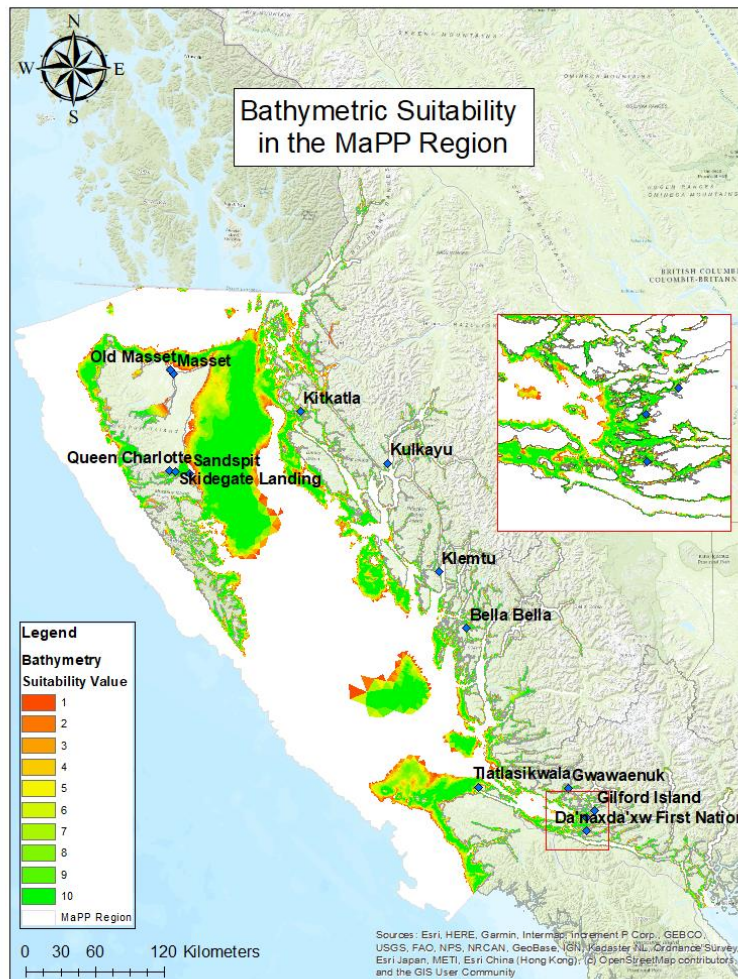 N
W E
S
Bathymetric Suitability
in the MaPP Region
OMINECA MOUNTAINS
BRITISH COLUMBIA
COLOMBIE-BRITANN
Old Masset Masset
Kitkatla
Queen Charlotte Sandspit
Skidegate Landing
Kulkayu
Klemtu
Bella Bella
Tlatlasikwala Gwawaenuk
Gilford Island
Da'naxda'xw First Nation
Legend
Bathymetry
Suitability Value
1
2
3
4
5
6
7
8
9
10
MaPP Region
0 30 60 120 Kilometers
Sources: Esri, HERE, Garmin, Intermap, increment P Corp., GEBCO,
USGS, FAO, NPS, NRCAN, GeoBase, IGN, Kadaster NL, Ordnance Survey,
Esri Japan, METI, Esri China (Hong Kong), (c) OpenStreetMap contributors,
and the GIS User Community